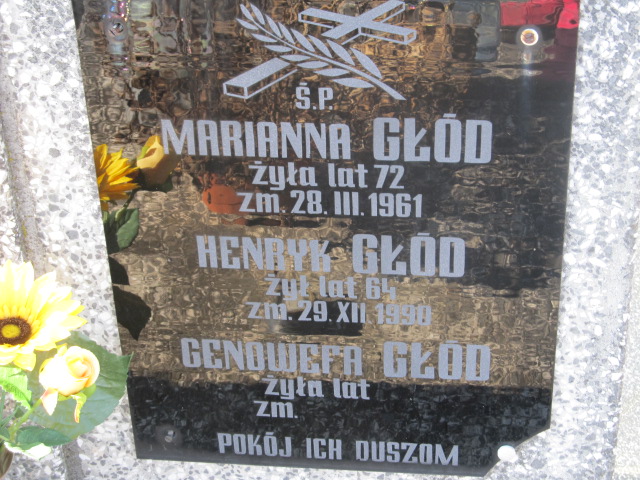 Ś.P.
MARIANNA GŁÓD
żyła lat 72
zm. 28. III. 1961
HENRYK GŁÓD
żył lat 64
zm. 29. XII 1990
GENOWEFA GŁÓD
żyła lat
zm.
POKÓJ ICH DUSZOM